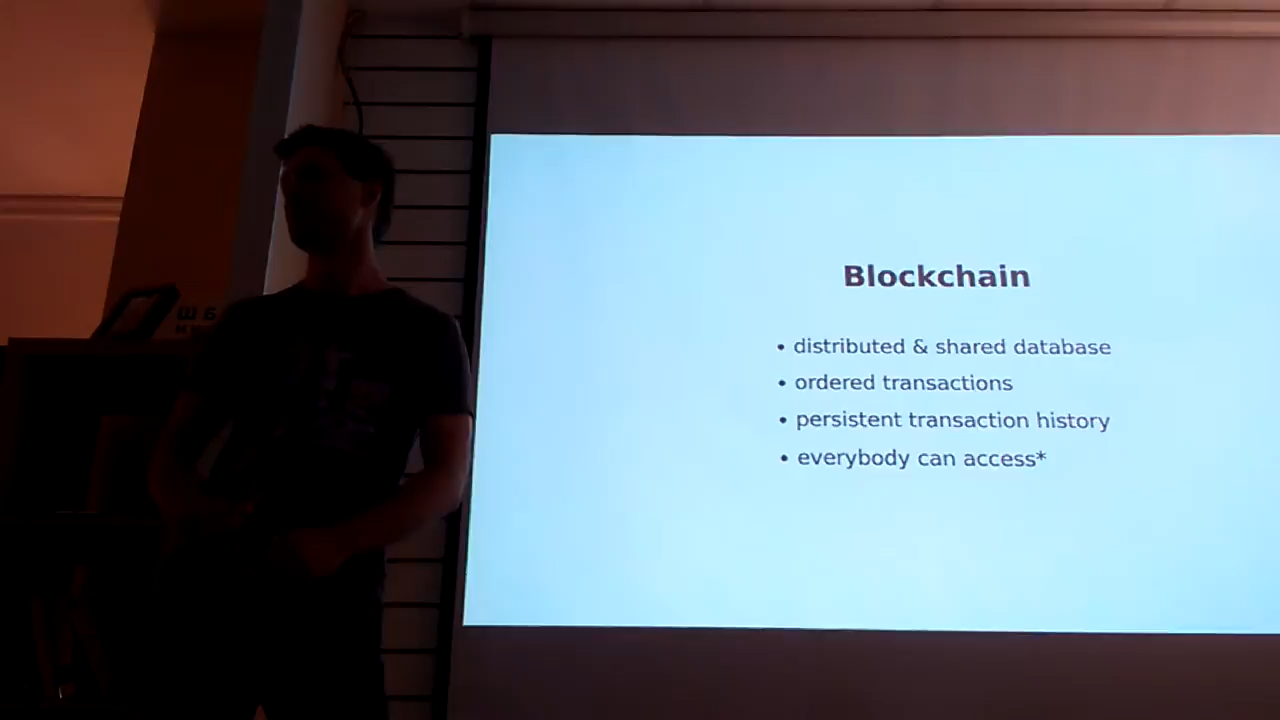 Blockchain
• distributed & shared database
• ordered transactions
• persistent transaction history
• everybody can access*